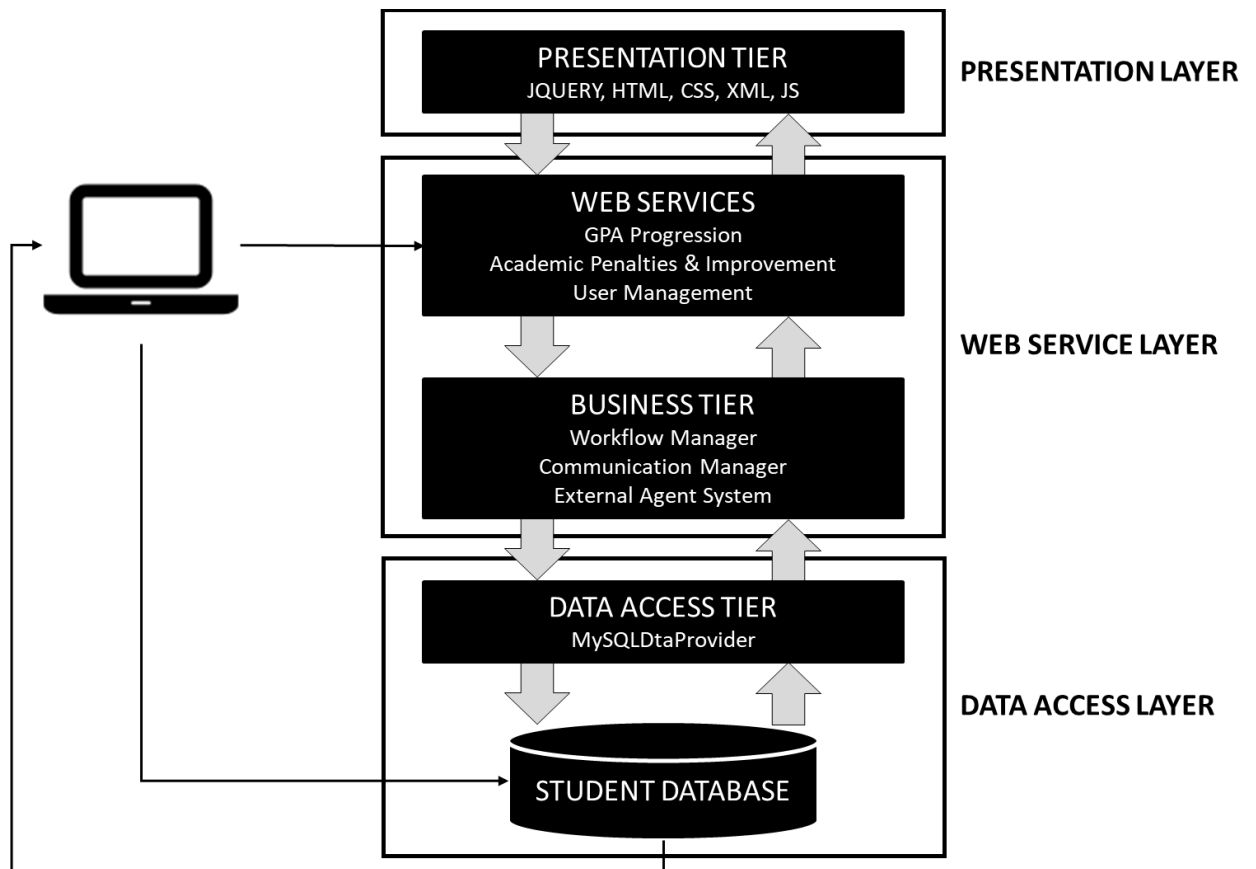 PRESENTATION TIER
JQUERY, HTML, CSS, XML, JS
PRESENTATION LAYER
WEB SERVICES
GPA Progression
Academic Penalties & Improvement
User Management
WEB SERVICE LAYER
BUSINESS TIER
Workflow Manager
Communication Manager
External Agent System
DATA ACCESS TIER
MySQLDtaProvider
DATA ACCESS LAYER
STUDENT DATABASE